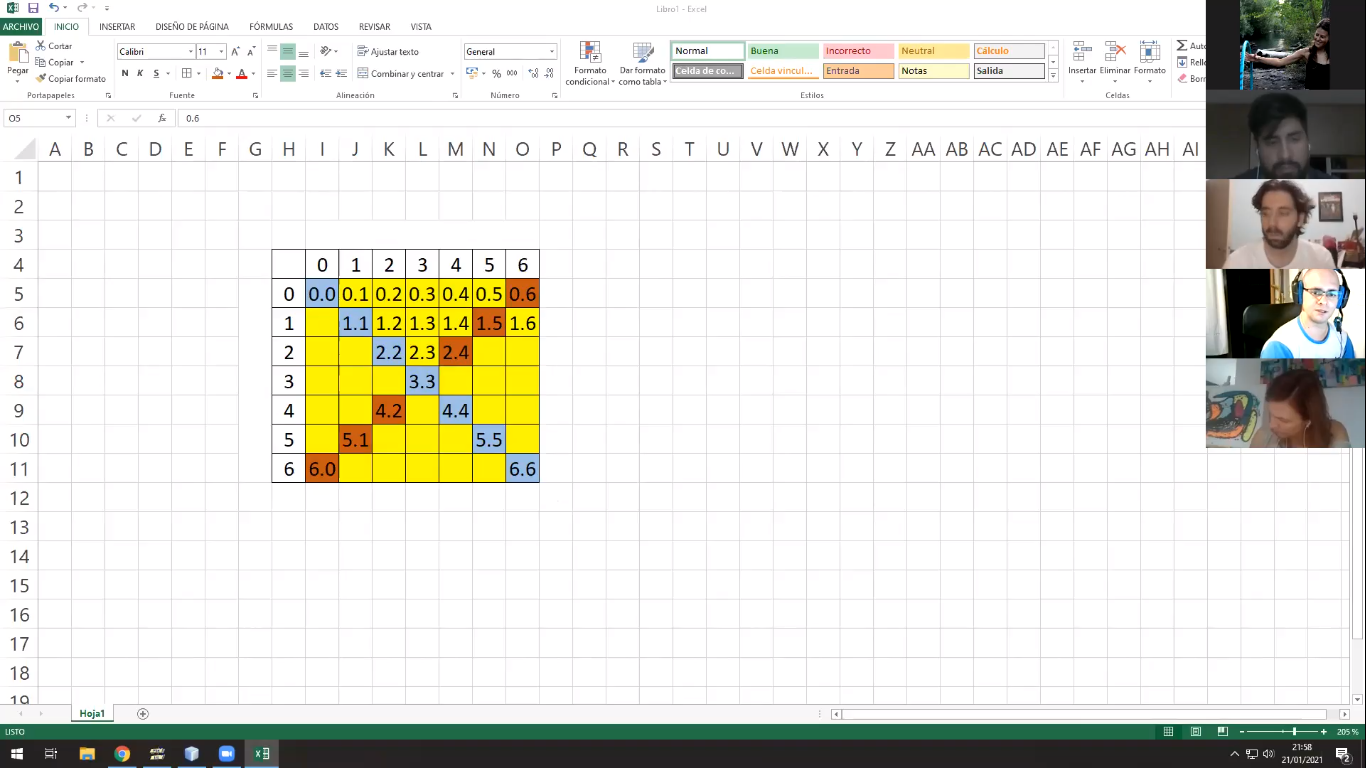 Libro1 - Excel
ARCHIVO INICIO INSERTAR DISEÑO DE PÁGINA FÓRMULAS DATOS REVISAR VISTA
Pegar
Cortar
Copiar
Copiar formato
Portapapeles
Calibri 11
N K S
Fuente
Ajustar texto
Combinar y centrar
Alineación
General
% 000
Número
Formato condicional
Dar formato como tabla
Normal Buena Incorrecto Neutral Cálculo
Celda de co... Celda vincul... Entrada Notas Salida
Estilos
Insertar Eliminar Formato
Celdas
O5 fx 0.6
A B C D E F G H I J K L M N O P Q R S T U V W X Y Z AA AB AC AD AE AF AG AH AI
1
2
3
4 0 1 2 3 4 5 6
5 0 0.0 0.1 0.2 0.3 0.4 0.5 0.6
6 1 1.1 1.2 1.3 1.4 1.5 1.6
7 2 2.2 2.3 2.4
8 3 3.3
9 4 4.2 4.4
10 5 5.1 5.5
11 6 6.0 6.6
12
13
14
15
16
17
18
19
Hoja1
LISTO 205 %
21:58
21/01/2021
2